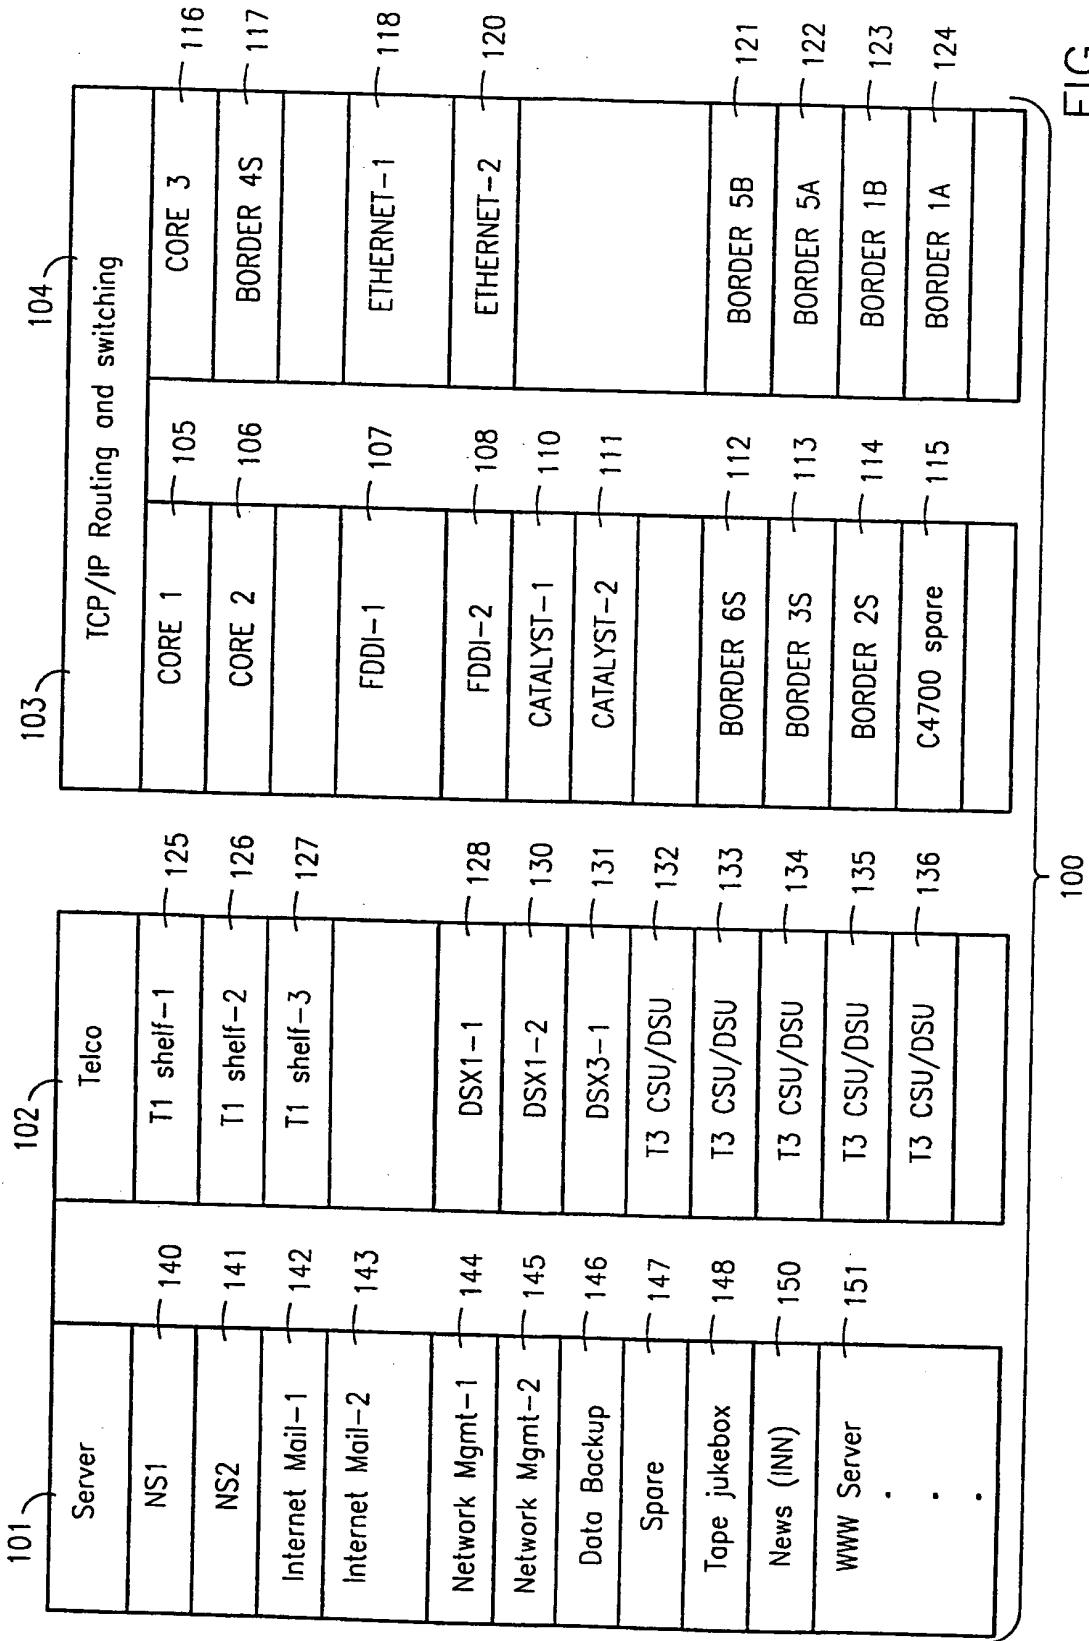 101
Server
NS1
140
NS2
141
Internet Mail-1
142
Internet Mail-2
143
Network Mgmt-1
144
Network Mgmt-2
145
Data Backup
146
Spare
147
Tape jukebox
148
News (INN)
150
WWW Server
151
102
Telco
T1 shelf-1
125
T1 shelf-2
126
T1 shelf-3
127
DSX1-1
128
DSX1-2
130
DSX3-1
131
T3 CSU/DSU
132
T3 CSU/DSU
133
T3 CSU/DSU
134
T3 CSU/DSU
135
T3 CSU/DSU
136
103
104
TCP/IP Routing and switching
CORE 1
105
CORE 2
106
FDDI-1
107
FDDI-2
108
CATALYST-1
110
CATALYST-2
111
BORDER 6S
112
BORDER 3S
113
BORDER 2S
114
C4700 spare
115
CORE 3
116
BORDER 4S
117
ETHERNET-1
118
ETHERNET-2
120
BORDER 5B
121
BORDER 5A
122
BORDER 1B
123
BORDER 1A
124
100
FIG